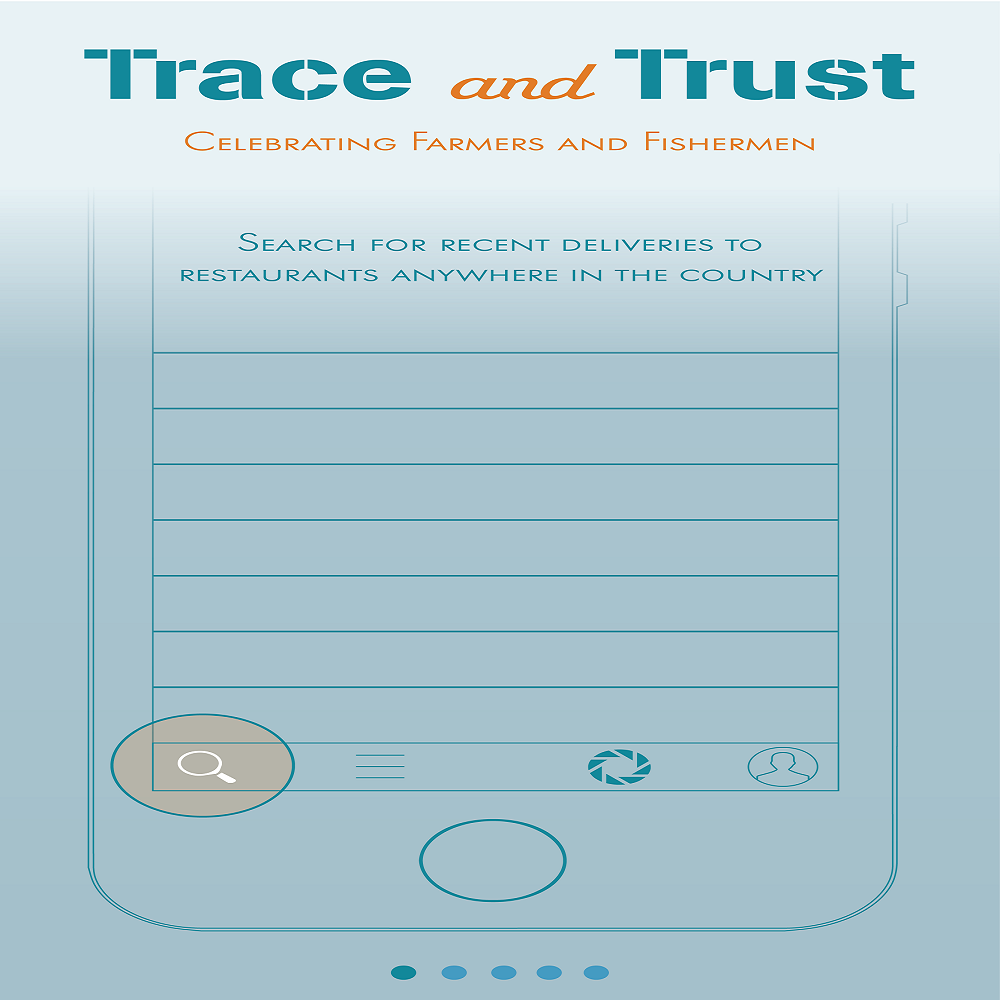 Trace and Trust
Celebrating Farmers and Fishermen
Search for recent deliveries to
restaurants anywhere in the country